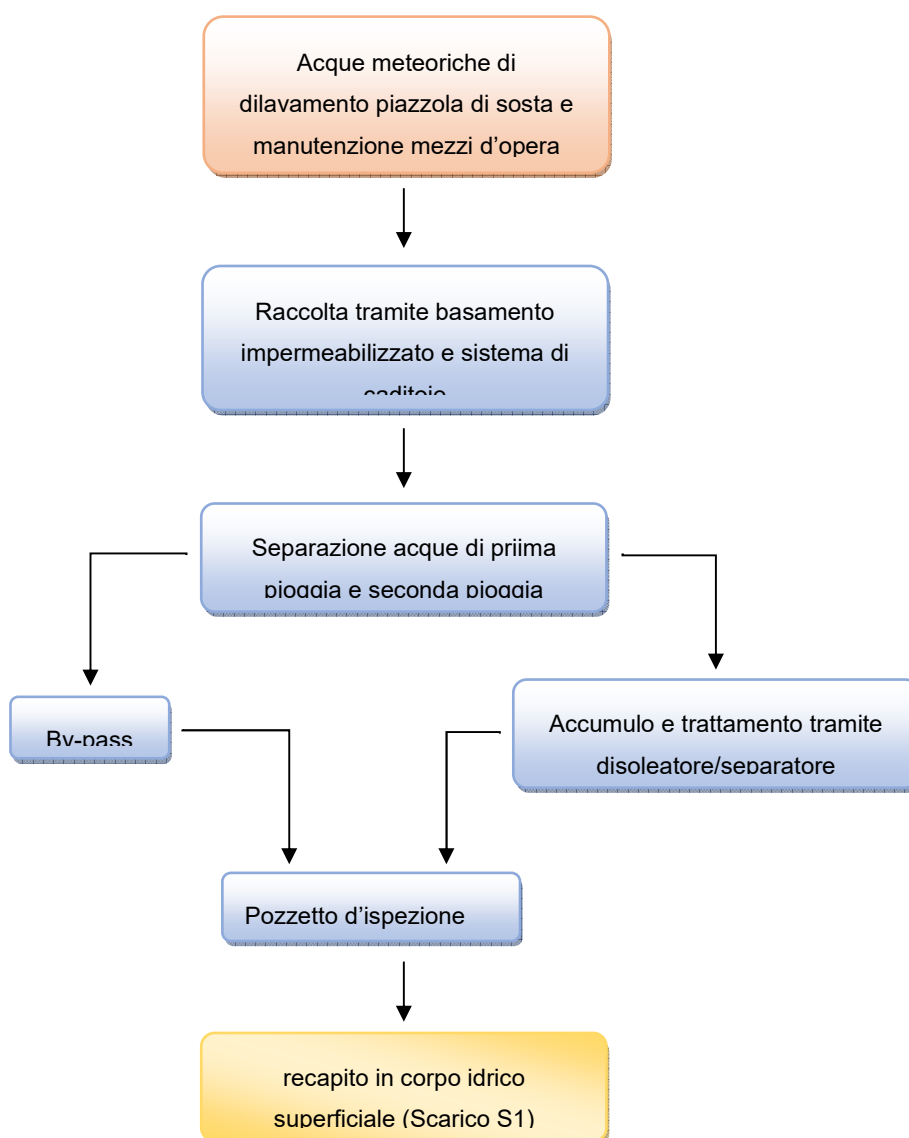 Acque meteoriche di
dilavamento piazzola di sosta e
manutenzione mezzi d’opera
Raccolta tramite basamento
impermeabilizzato e sistema di
caditoie
Separazione acque di priima
pioggia e seconda pioggia
By-pass
Accumulo e trattamento tramite
disoleatore/separatore
Pozzetto d’ispezione
recapito in corpo idrico
superficiale (Scarico S1)